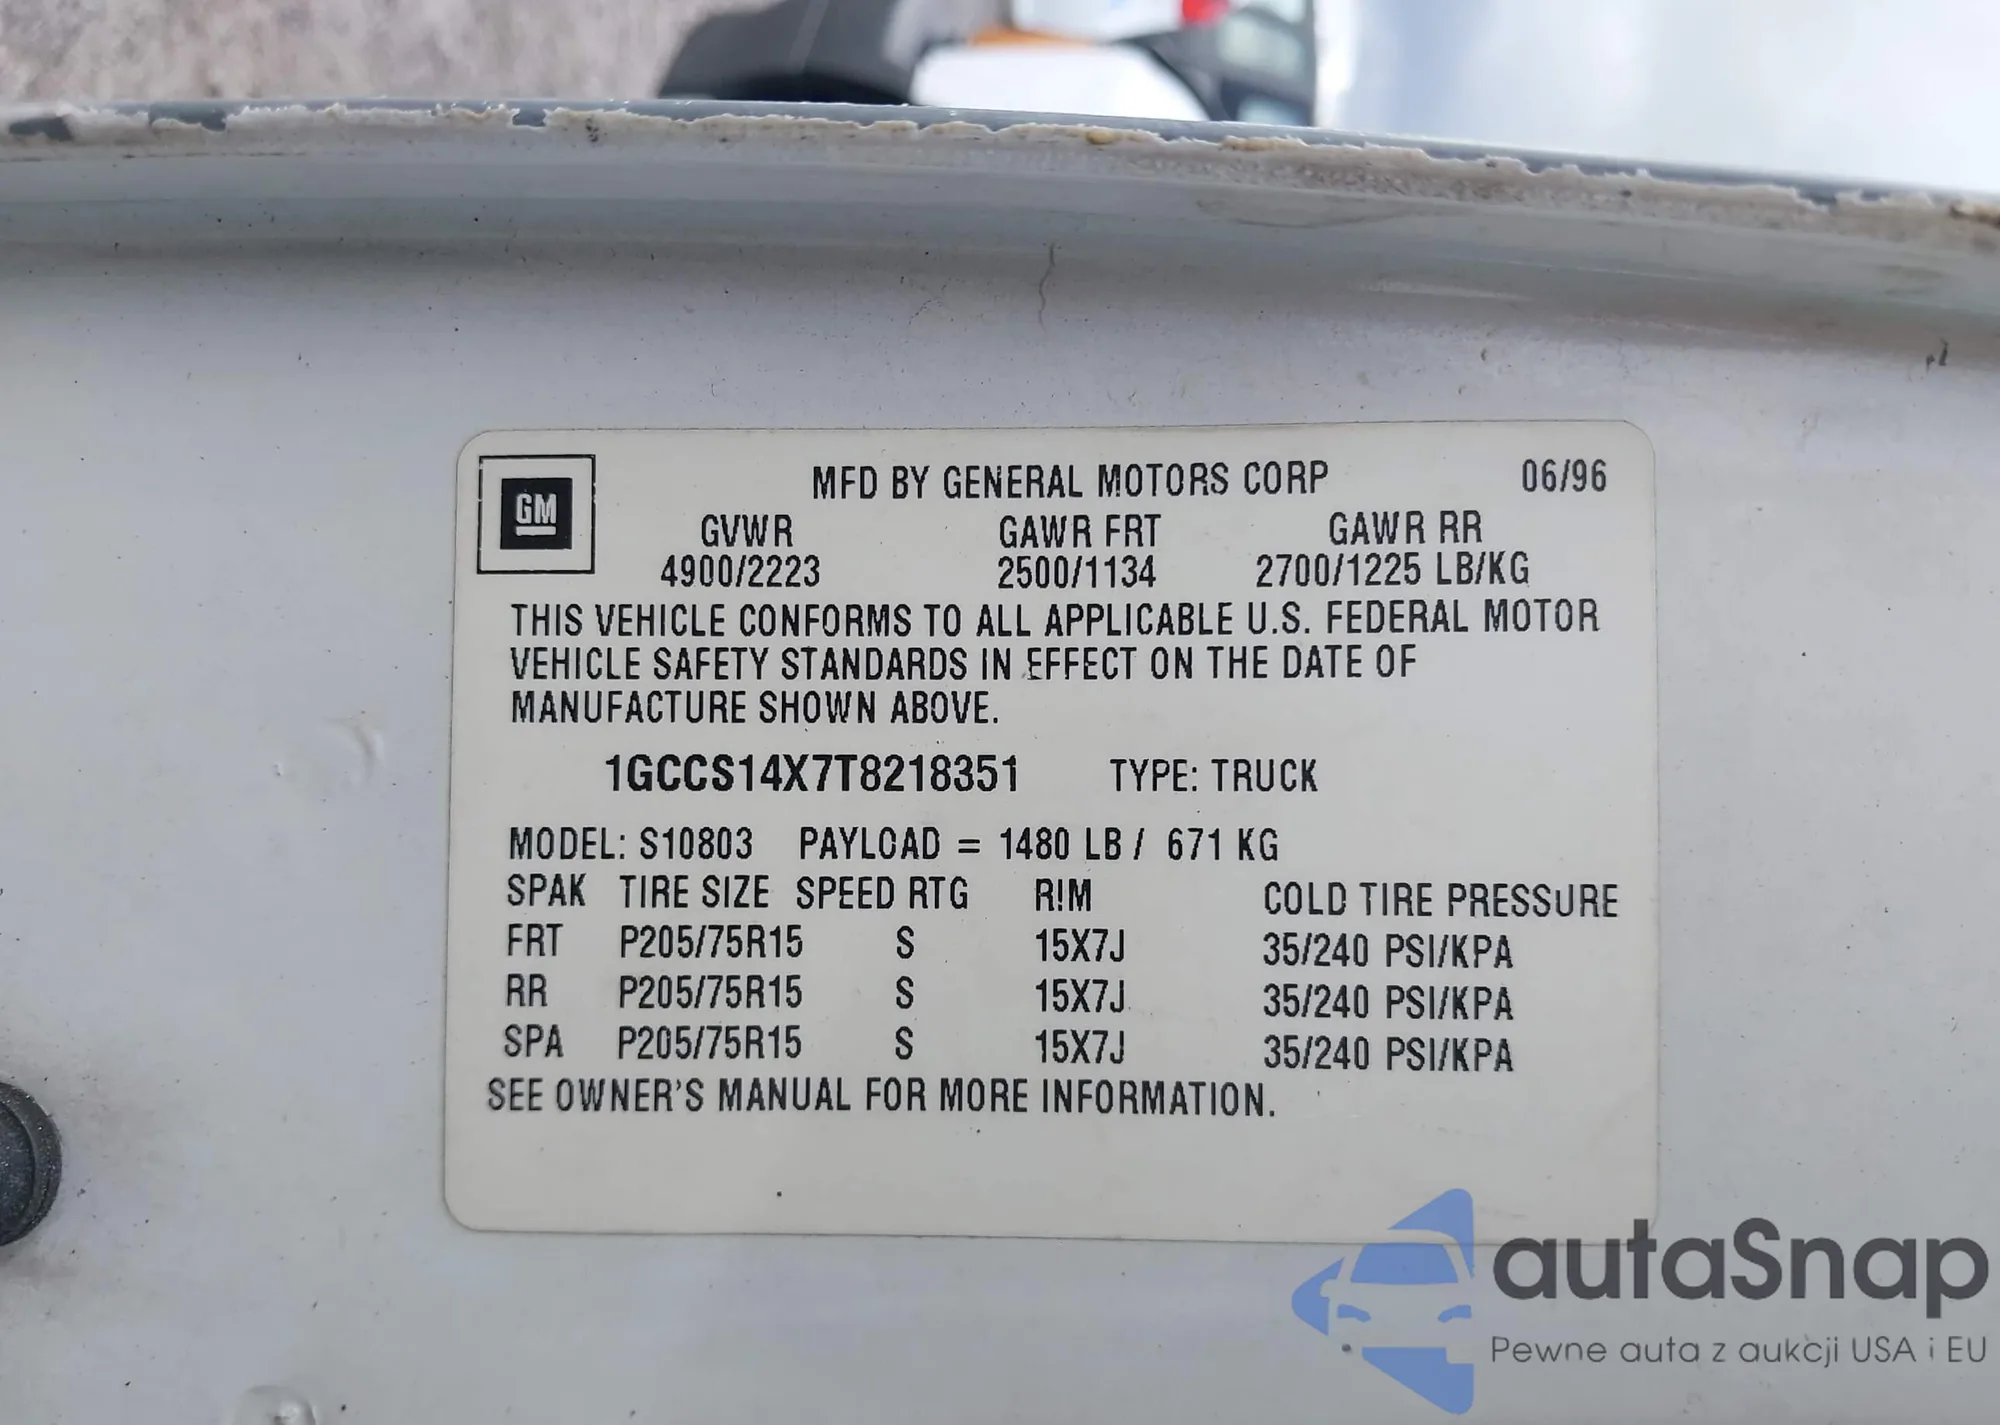 GM
MFD BY GENERAL MOTORS CORP 06/96
GVWR GAWR FRT GAWR RR
4900/2223 2500/1134 2700/1225 LB/KG
THIS VEHICLE CONFORMS TO ALL APPLICABLE U.S. FEDERAL MOTOR
VEHICLE SAFETY STANDARDS IN EFFECT ON THE DATE OF
MANUFACTURE SHOWN ABOVE.
1GCCS14X7T8218351 TYPE: TRUCK
MODEL: S10803 PAYLOAD = 1480 LB / 671 KG
SPAK TIRE SIZE SPEED RTG RIM COLD TIRE PRESSURE
FRT P205/75R15 S 15X7J 35/240 PSI/KPA
RR P205/75R15 S 15X7J 35/240 PSI/KPA
SPA P205/75R15 S 15X7J 35/240 PSI/KPA
SEE OWNER'S MANUAL FOR MORE INFORMATION.
autaSnap
Pewne auta z aukcji USA i EU